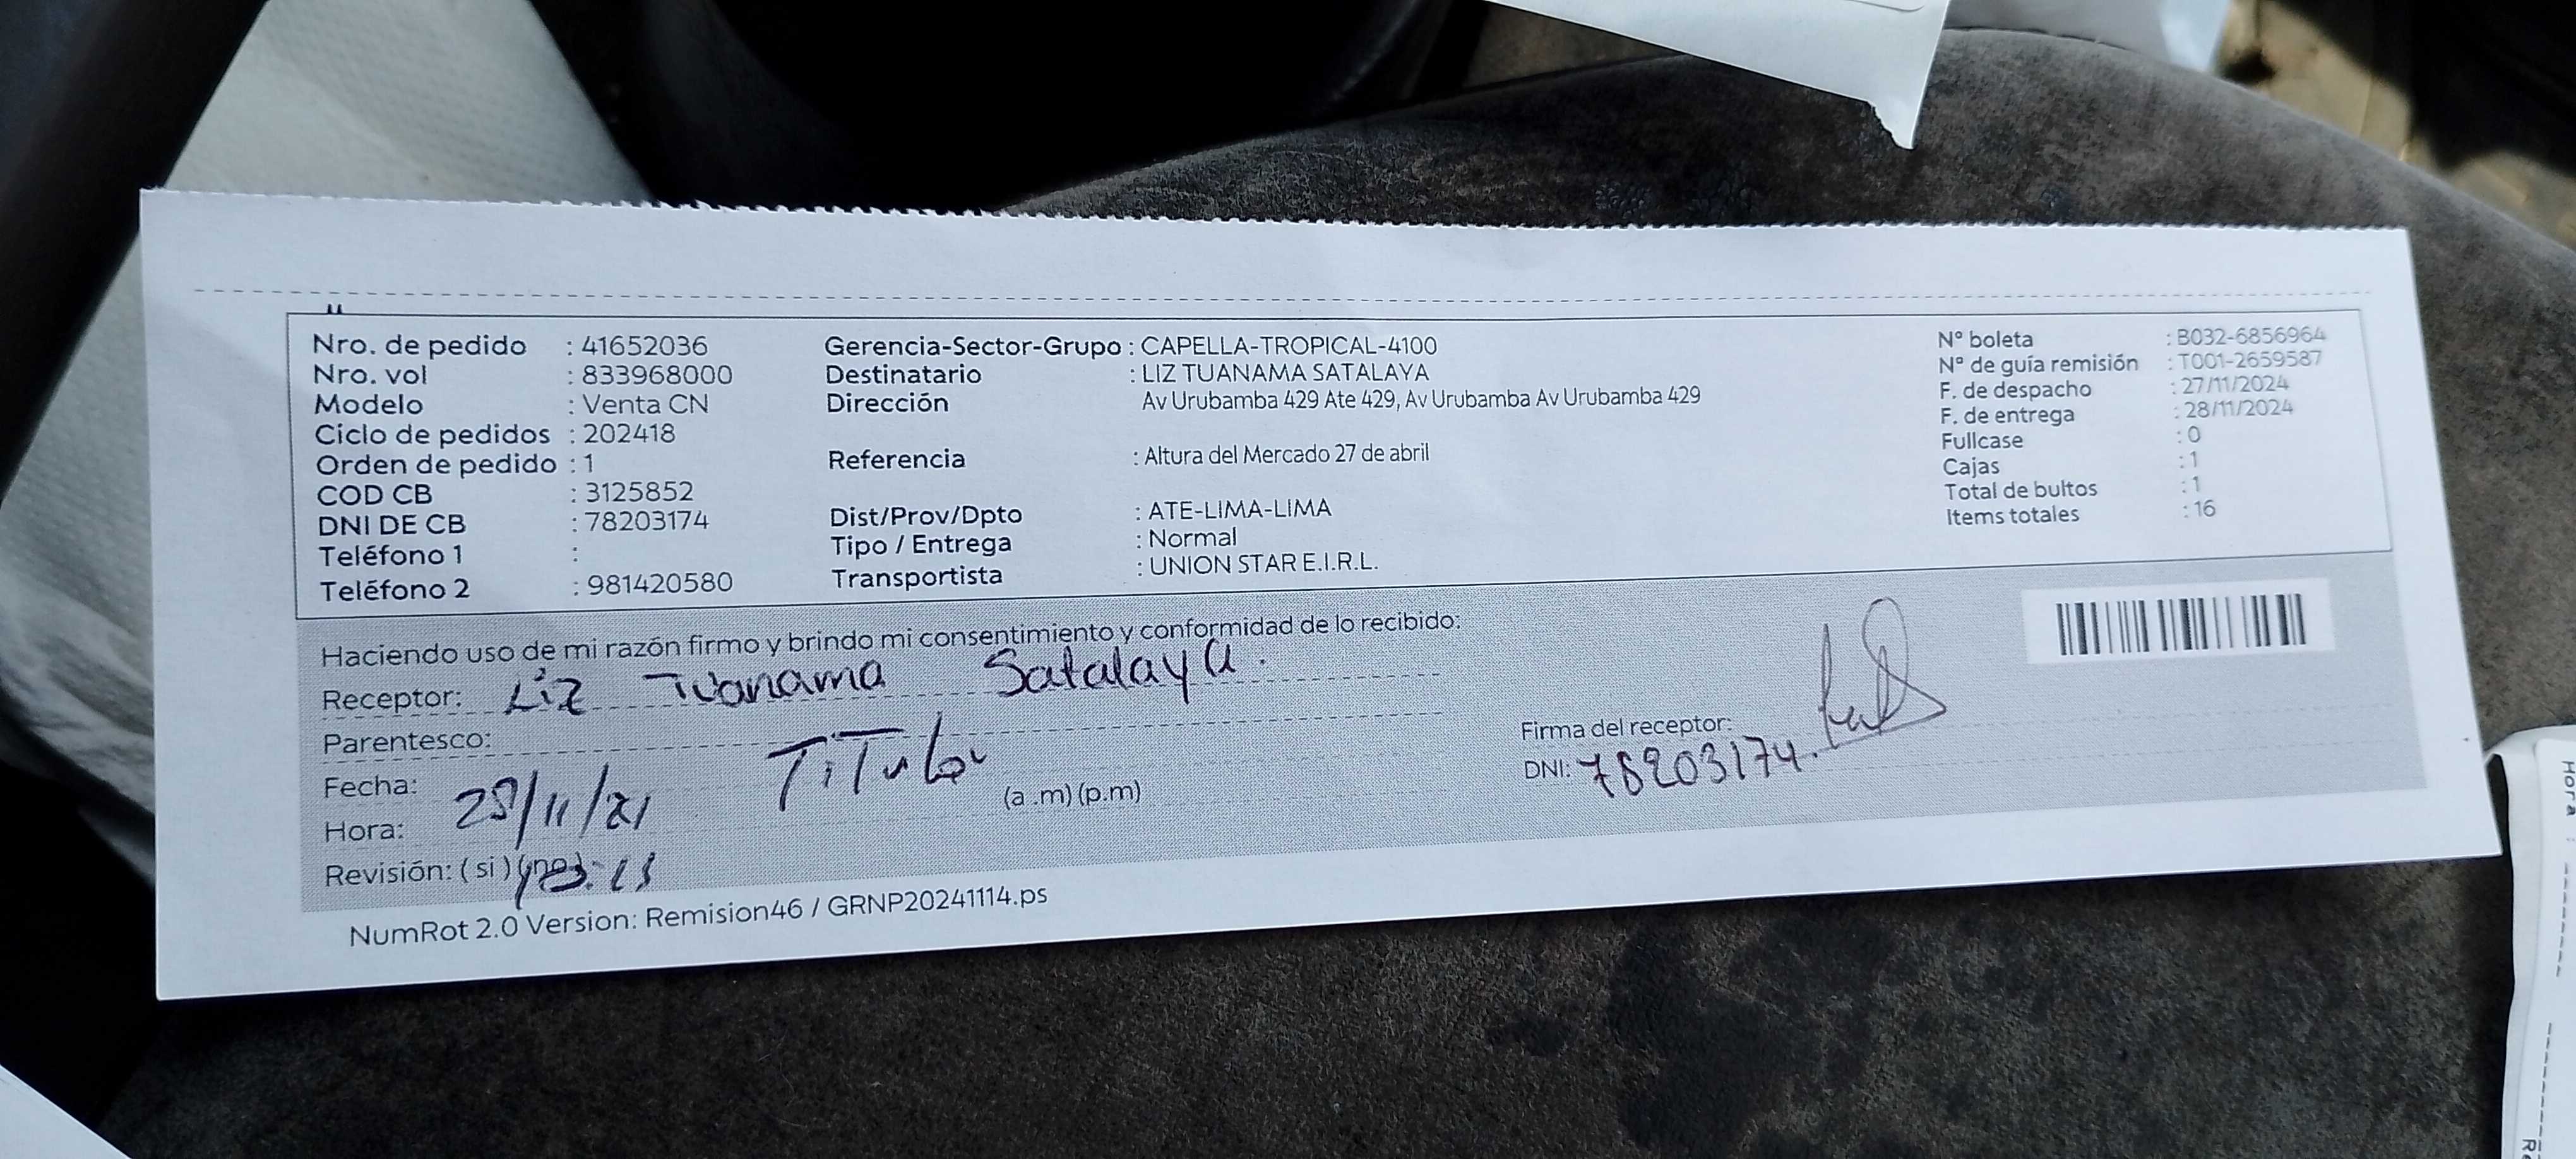 Nro. de pedido : 41652036
Nro. vol : 833968000
Modelo : Venta CN
Ciclo de pedidos : 202418
Orden de pedido : 1
COD CB : 3125852
DNI DE CB : 78203174
Teléfono 1 :
Teléfono 2 : 981420580
Gerencia-Sector-Grupo : CAPELLA-TROPICAL-4100
Destinatario : LIZ TUANAMA SATALAYA
Dirección Av Urubamba 429 Ate 429, Av Urubamba Av Urubamba 429
Referencia : Altura del Mercado 27 de abril
Dist/Prov/Dpto : ATE-LIMA-LIMA
Tipo / Entrega : Normal
Transportista : UNION STAR E.I.R.L.
Nº boleta : B032-6856964
Nº de guía remisión : T001-2659587
F. de despacho : 27/11/2024
F. de entrega : 28/11/2024
Fullcase : 0
Cajas : 1
Total de bultos : 1
Items totales : 16
Haciendo uso de mi razón firmo y brindo mi consentimiento y conformidad de lo recibido:
Receptor: Liz Tuanama Satalaya.
Parentesco: TiTular
Fecha:
Hora: (a .m) (p.m)
Revisión: ( si ) (no)
Firma del receptor:
DNI: 78203174.
NumRot 2.0 Version: Remision46 / GRNP20241114.ps
Hora :